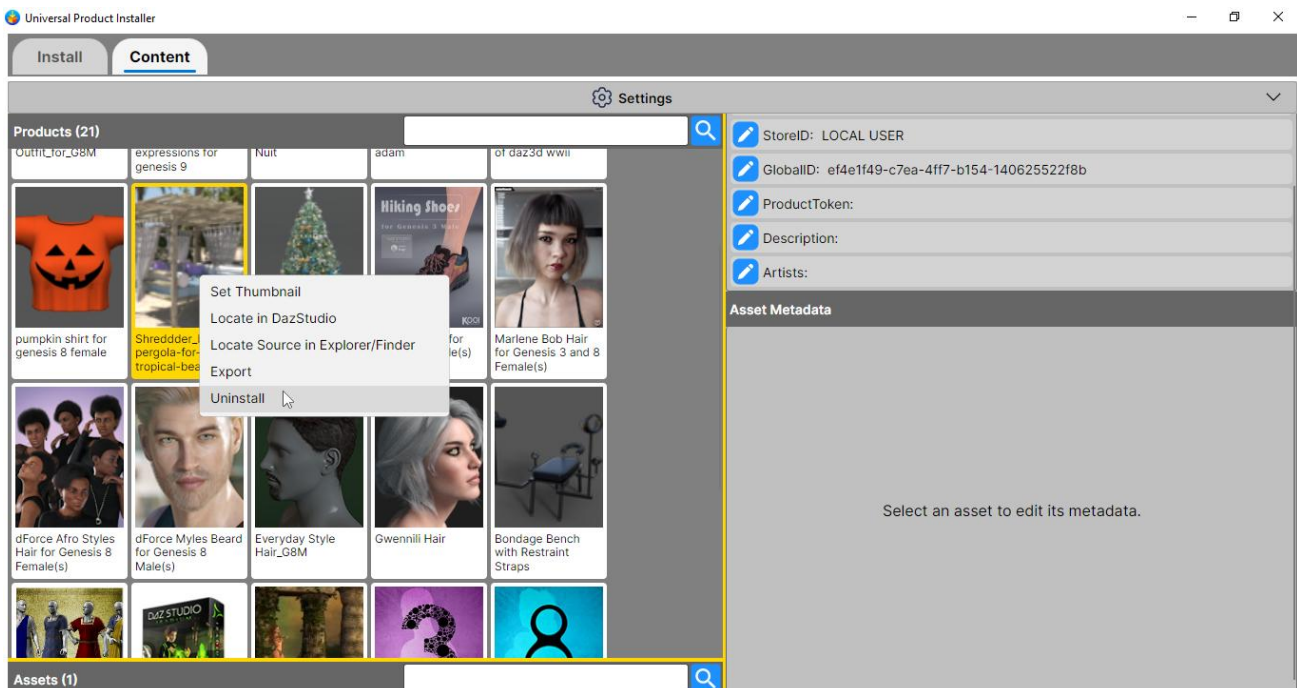 Universal Product Installer
Install
Content
Settings
Products (21)
Outfit_for_G8M
expressions for
genesis 9
Nuit
adam
of daz3d wwii
Hiking Shoes
for Genesis 3 Male
KOOI
pumpkin shirt for
genesis 8 female
Shreddder_
pergola-for-
tropical-bea
for
le(s)
Marlene Bob Hair
for Genesis 3 and 8
Female(s)
Set Thumbnail
Locate in DazStudio
Locate Source in Explorer/Finder
Export
Uninstall
dForce Afro Styles
Hair for Genesis 8
Female(s)
dForce Myles Beard
for Genesis 8
Male(s)
Everyday Style
Hair_G8M
Gwennili Hair
Bondage Bench
with Restraint
Straps
DAZ STUDIO
3
8
Assets (1)
StoreID: LOCAL USER
GlobalID: ef4e1f49-c7ea-4ff7-b154-140625522f8b
ProductToken:
Description:
Artists:
Asset Metadata
Select an asset to edit its metadata.